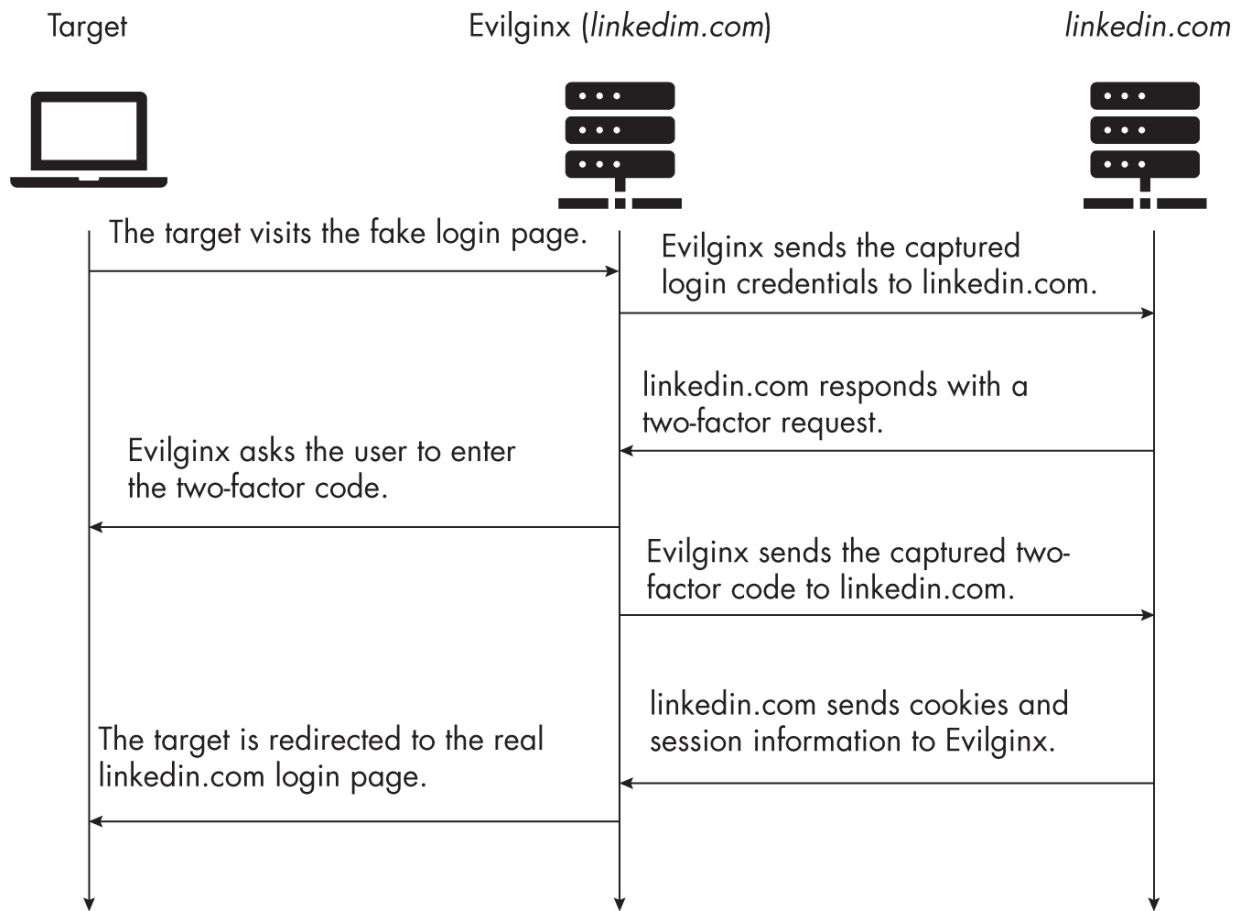 Target
Evilginx (linkedim.com)
linkedin.com
The target visits the fake login page.
Evilginx sends the captured
login credentials to linkedin.com.
linkedin.com responds with a
two-factor request.
Evilginx asks the user to enter
the two-factor code.
Evilginx sends the captured two-
factor code to linkedin.com.
linkedin.com sends cookies and
session information to Evilginx.
The target is redirected to the real
linkedin.com login page.